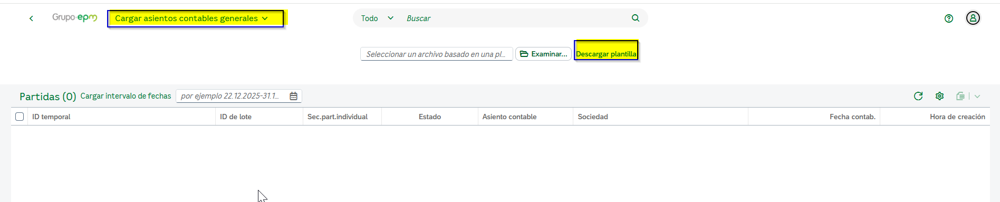 Grupo·epm Cargar asientos contables generales Todo Buscar
Seleccionar un archivo basado en una pl... Examinar... Descargar plantilla
Partidas (0) Cargar intervalo de fechas por ejemplo 22.12.2025-31.1...
ID temporal ID de lote Sec.part.individual Estado Asiento contable Sociedad Fecha contab. Hora de creación